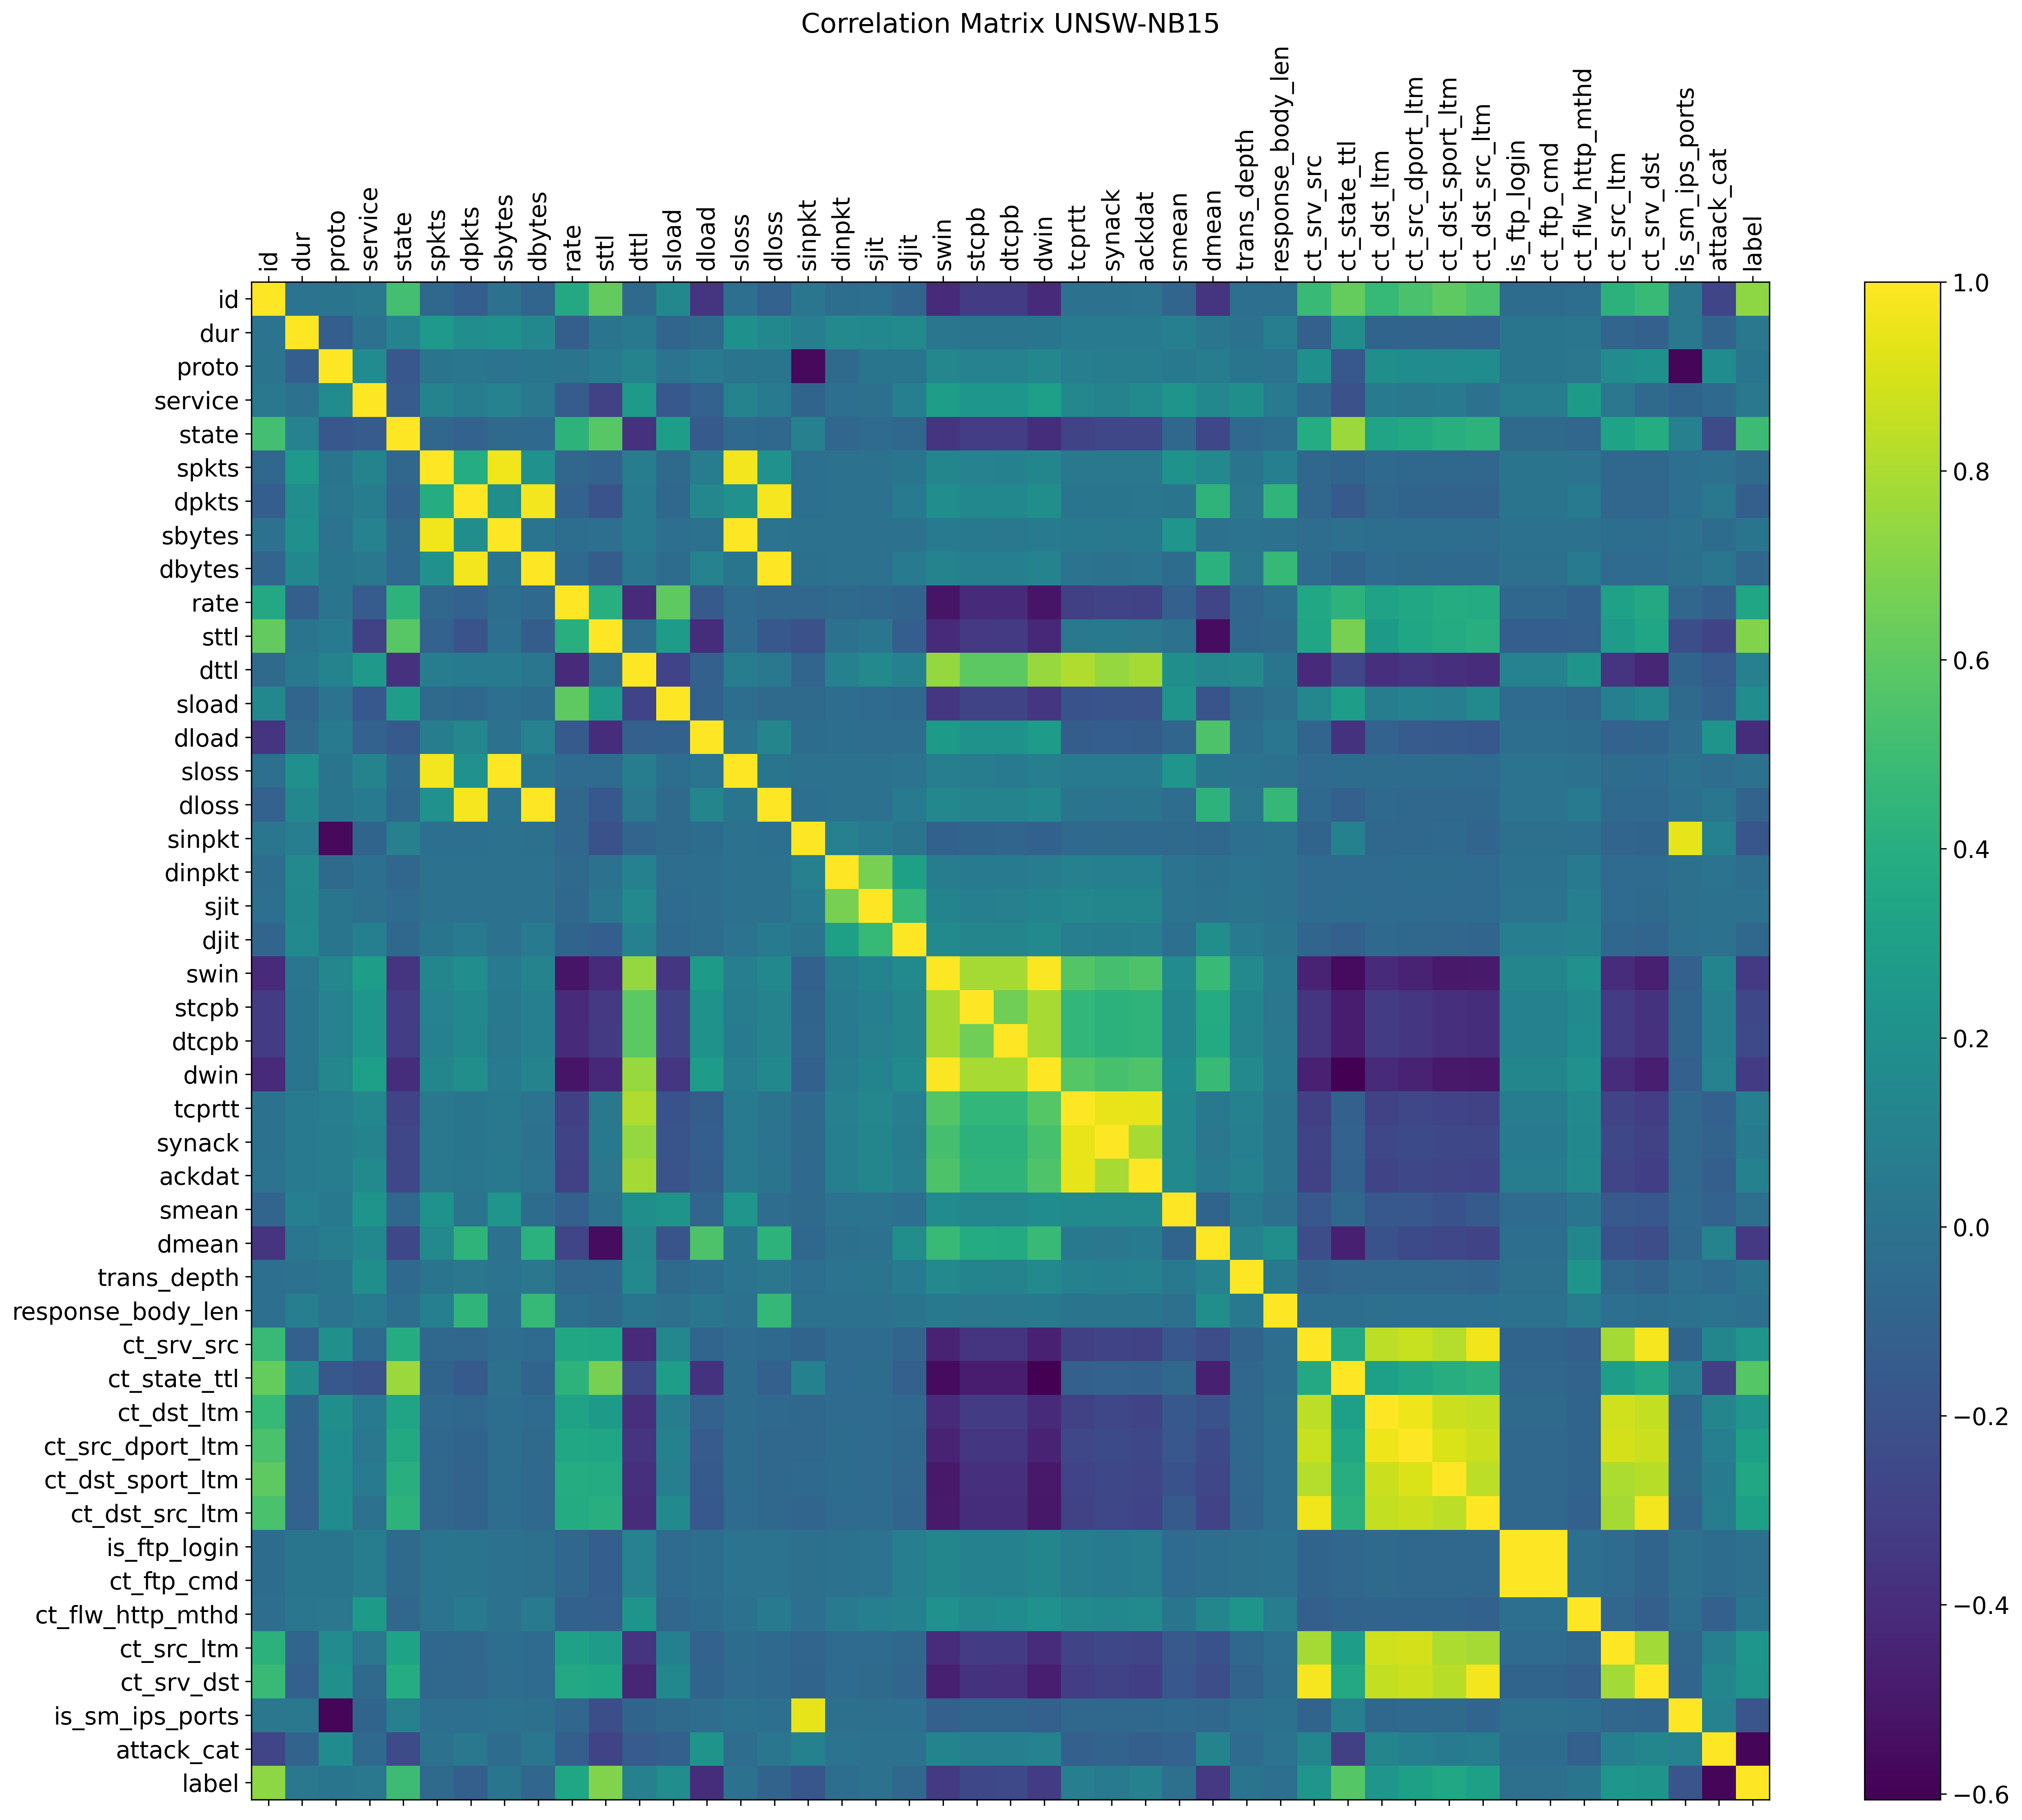 Correlation Matrix UNSW-NB15
id
dur
proto
service
state
spkts
dpkts
sbytes
dbytes
rate
sttl
dttl
sload
dload
sloss
dloss
sinpkt
dinpkt
sjit
djit
swin
stcpb
dtcpb
dwin
tcprtt
synack
ackdat
smean
dmean
trans_depth
response_body_len
ct_srv_src
ct_state_ttl
ct_dst_ltm
ct_src_dport_ltm
ct_dst_sport_ltm
ct_dst_src_ltm
is_ftp_login
ct_ftp_cmd
ct_flw_http_mthd
ct_src_ltm
ct_srv_dst
is_sm_ips_ports
attack_cat
label
id
dur
proto
service
state
spkts
dpkts
sbytes
dbytes
rate
sttl
dttl
sload
dload
sloss
dloss
sinpkt
dinpkt
sjit
djit
swin
stcpb
dtcpb
dwin
tcprtt
synack
ackdat
smean
dmean
trans_depth
response_body_len
ct_srv_src
ct_state_ttl
ct_dst_ltm
ct_src_dport_ltm
ct_dst_sport_ltm
ct_dst_src_ltm
is_ftp_login
ct_ftp_cmd
ct_flw_http_mthd
ct_src_ltm
ct_srv_dst
is_sm_ips_ports
attack_cat
label
1.0
0.8
0.6
0.4
0.2
0.0
−0.2
−0.4
−0.6